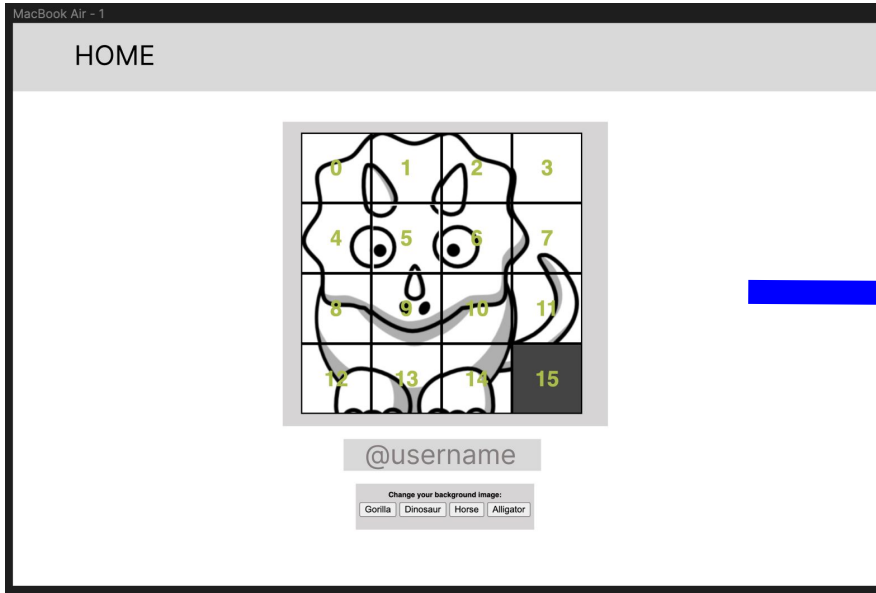 MacBook Air - 1
HOME
0 1 2 3
4 5 6 7
8 9 10 11
12 13 14 15
@username
Change your background image:
Gorilla Dinosaur Horse Alligator